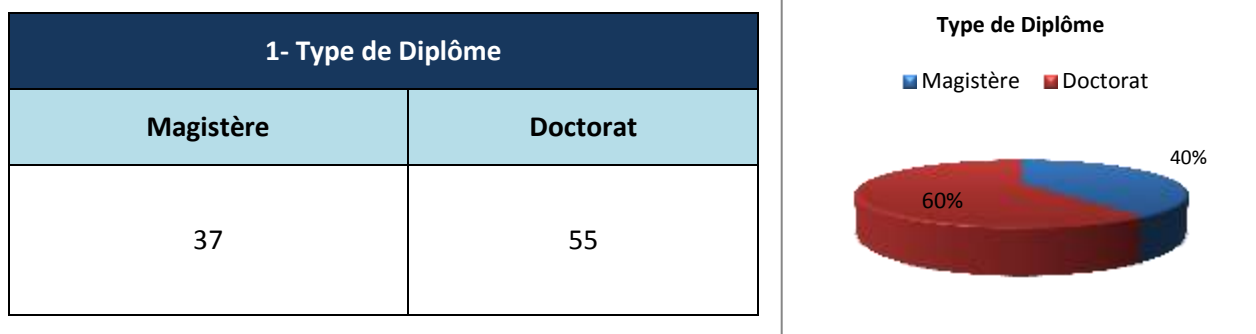 1- Type de Diplôme
Magistère Doctorat
37 55
Type de Diplôme
Magistère Doctorat
40%
60%